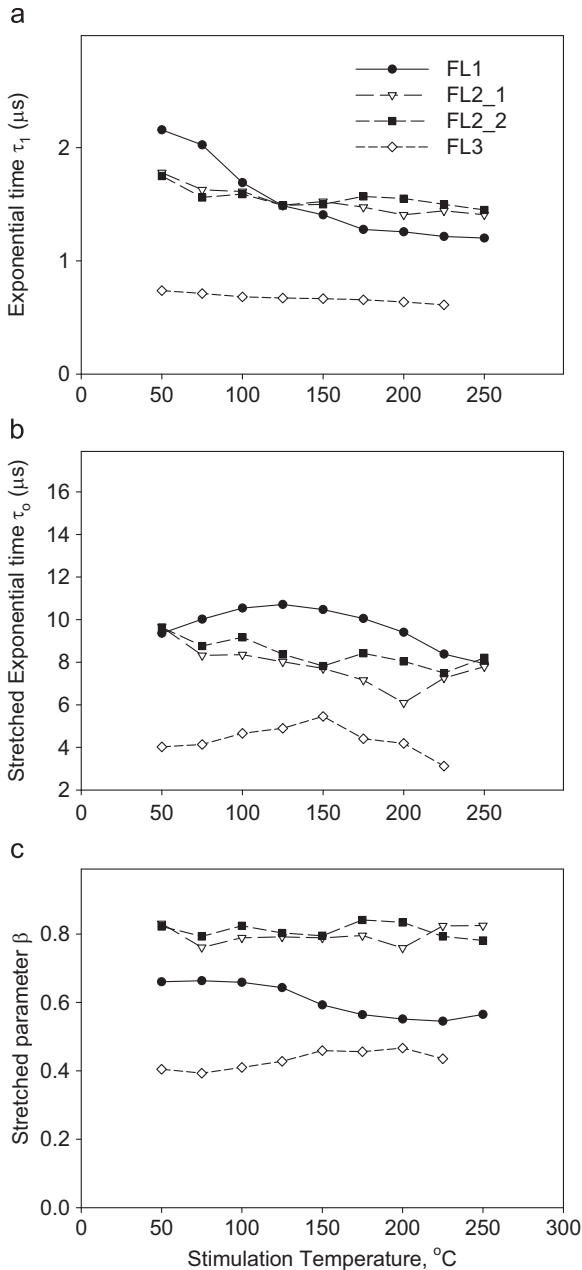 a
Exponential time τ1 (μs)
2
1
0
FL1
FL2_1
FL2_2
FL3
0 50 100 150 200 250
b
Stretched Exponential time τo (μs)
16
14
12
10
8
6
4
2
0 50 100 150 200 250
c
Stretched parameter β
0.8
0.6
0.4
0.2
0.0
0 50 100 150 200 250 300
Stimulation Temperature, oC